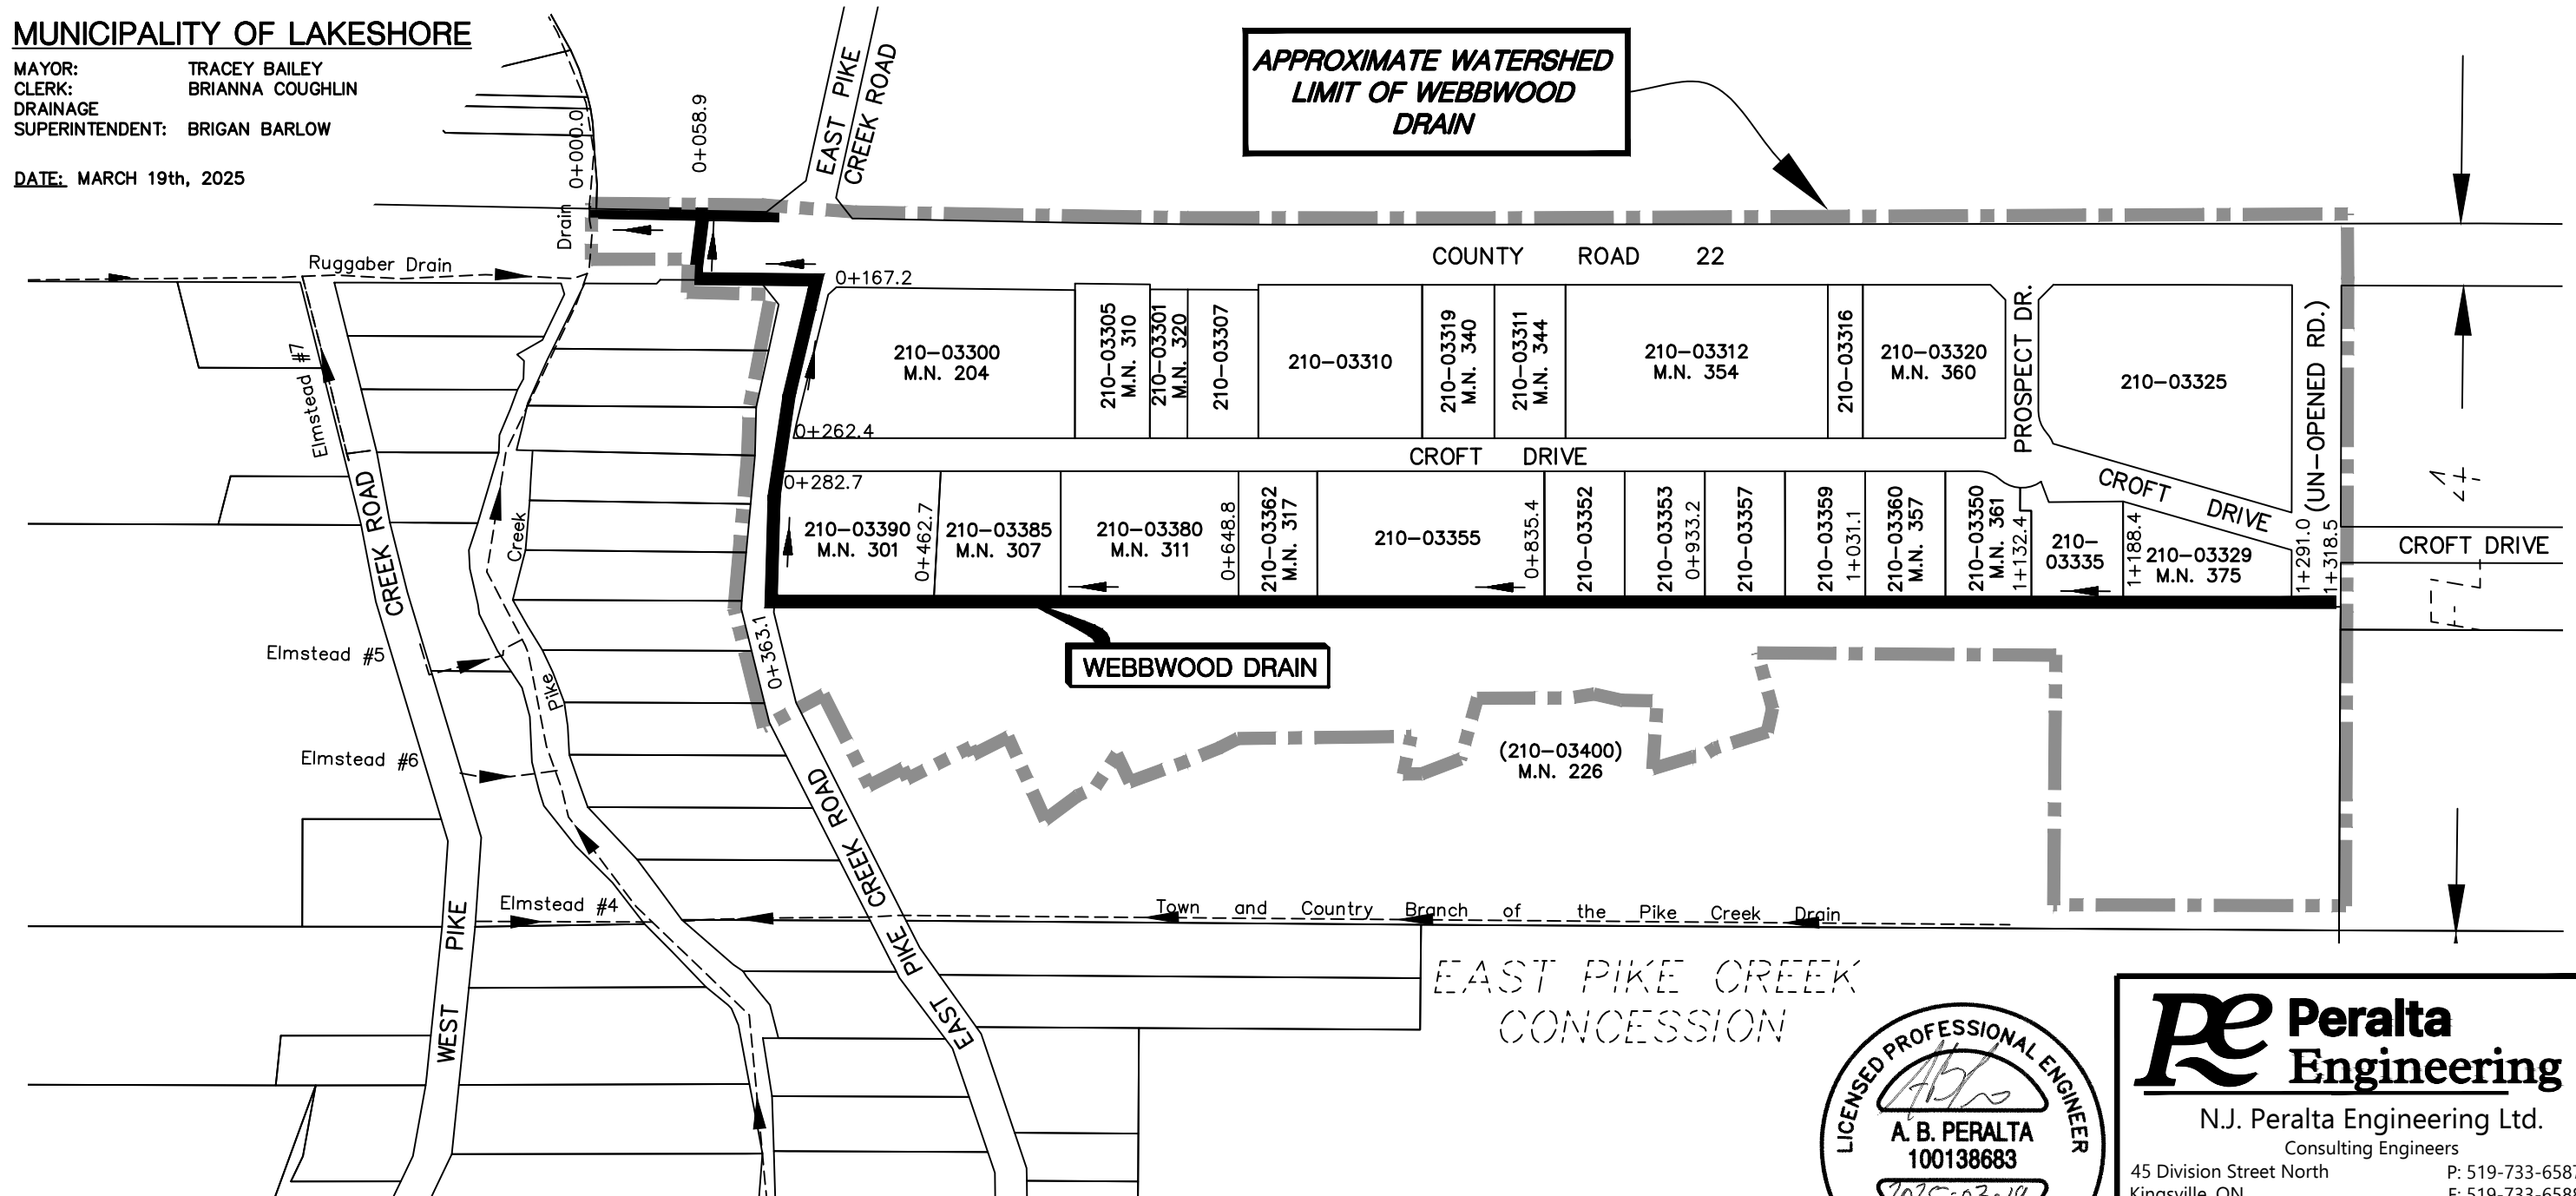 MUNICIPALITY OF LAKESHORE
MAYOR: TRACEY BAILEY
CLERK: BRIANNA COUGHLIN
DRAINAGE
SUPERINTENDENT: BRIGAN BARLOW
DATE: MARCH 19th, 2025
0+000.0
0+058.9
EAST PIKE
CREEK ROAD
APPROXIMATE WATERSHED
LIMIT OF WEBBWOOD
DRAIN
Drain
Ruggaber Drain
COUNTY ROAD 22
0+167.2
210-03300
M.N. 204
210-03305
M.N. 310
210-03301
M.N. 320
210-03307
210-03310
210-03319
M.N. 340
210-03311
M.N. 344
210-03312
M.N. 354
210-03316
210-03320
M.N. 360
PROSPECT DR.
210-03325
(UN-OPENED RD.)
Elmstead #7
0+262.4
CROFT DRIVE
0+282.7
210-03390
M.N. 301
0+462.7
210-03385
M.N. 307
210-03380
M.N. 311
0+648.8
210-03362
M.N. 317
210-03355
0+835.4
210-03352
210-03353
0+933.2
210-03357
210-03359
1+031.1
210-03360
M.N. 357
210-03350
M.N. 361
1+132.4
210-
03335
1+188.4
210-03329
M.N. 375
CROFT DRIVE
1+291.0
1+318.5
CROFT DRIVE
CREEK ROAD
Creek
Elmstead #5
Pike
0+363.1
WEBBWOOD DRAIN
Elmstead #6
(210-03400)
M.N. 226
Elmstead #4
Town and Country Branch of the Pike Creek Drain
WEST PIKE
EAST PIKE CREEK ROAD
EAST PIKE CREEK
CONCESSION
LICENSED PROFESSIONAL ENGINEER
A. B. PERALTA
100138683
2025-03-19
Pe Peralta
Engineering
N.J. Peralta Engineering Ltd.
Consulting Engineers
45 Division Street North P: 519-733-6587
Kingsville, ON